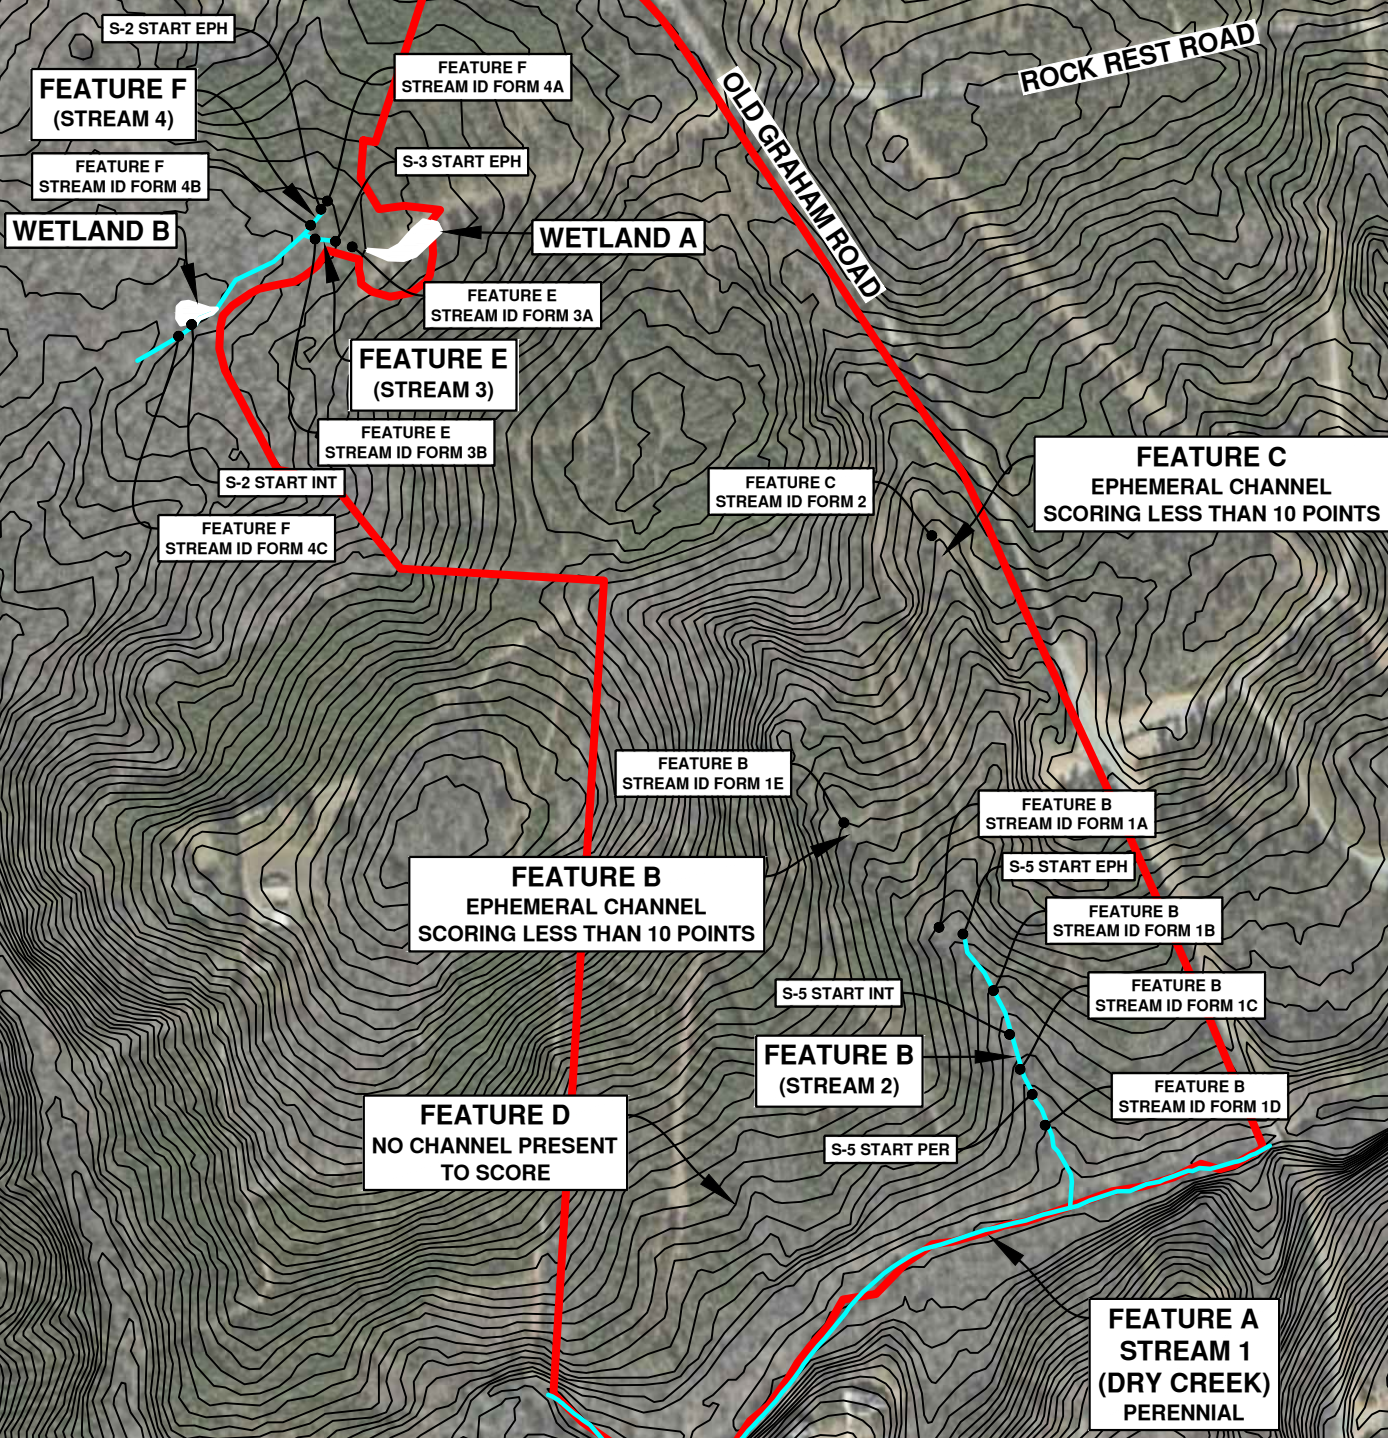 S-2 START EPH
FEATURE F
(STREAM 4)
FEATURE F
STREAM ID FORM 4A
ROCK REST ROAD
OLD GRAHAM ROAD
S-3 START EPH
FEATURE F
STREAM ID FORM 4B
WETLAND B
WETLAND A
FEATURE E
STREAM ID FORM 3A
FEATURE E
(STREAM 3)
FEATURE E
STREAM ID FORM 3B
S-2 START INT
FEATURE F
STREAM ID FORM 4C
FEATURE C
STREAM ID FORM 2
FEATURE C
EPHEMERAL CHANNEL
SCORING LESS THAN 10 POINTS
FEATURE B
STREAM ID FORM 1E
FEATURE B
STREAM ID FORM 1A
S-5 START EPH
FEATURE B
EPHEMERAL CHANNEL
SCORING LESS THAN 10 POINTS
FEATURE B
STREAM ID FORM 1B
S-5 START INT
FEATURE B
STREAM ID FORM 1C
FEATURE B
(STREAM 2)
FEATURE B
STREAM ID FORM 1D
FEATURE D
NO CHANNEL PRESENT
TO SCORE
S-5 START PER
FEATURE A
STREAM 1
(DRY CREEK)
PERENNIAL